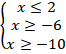 x ≤ 2
x ≥ −6
x ≥ −10